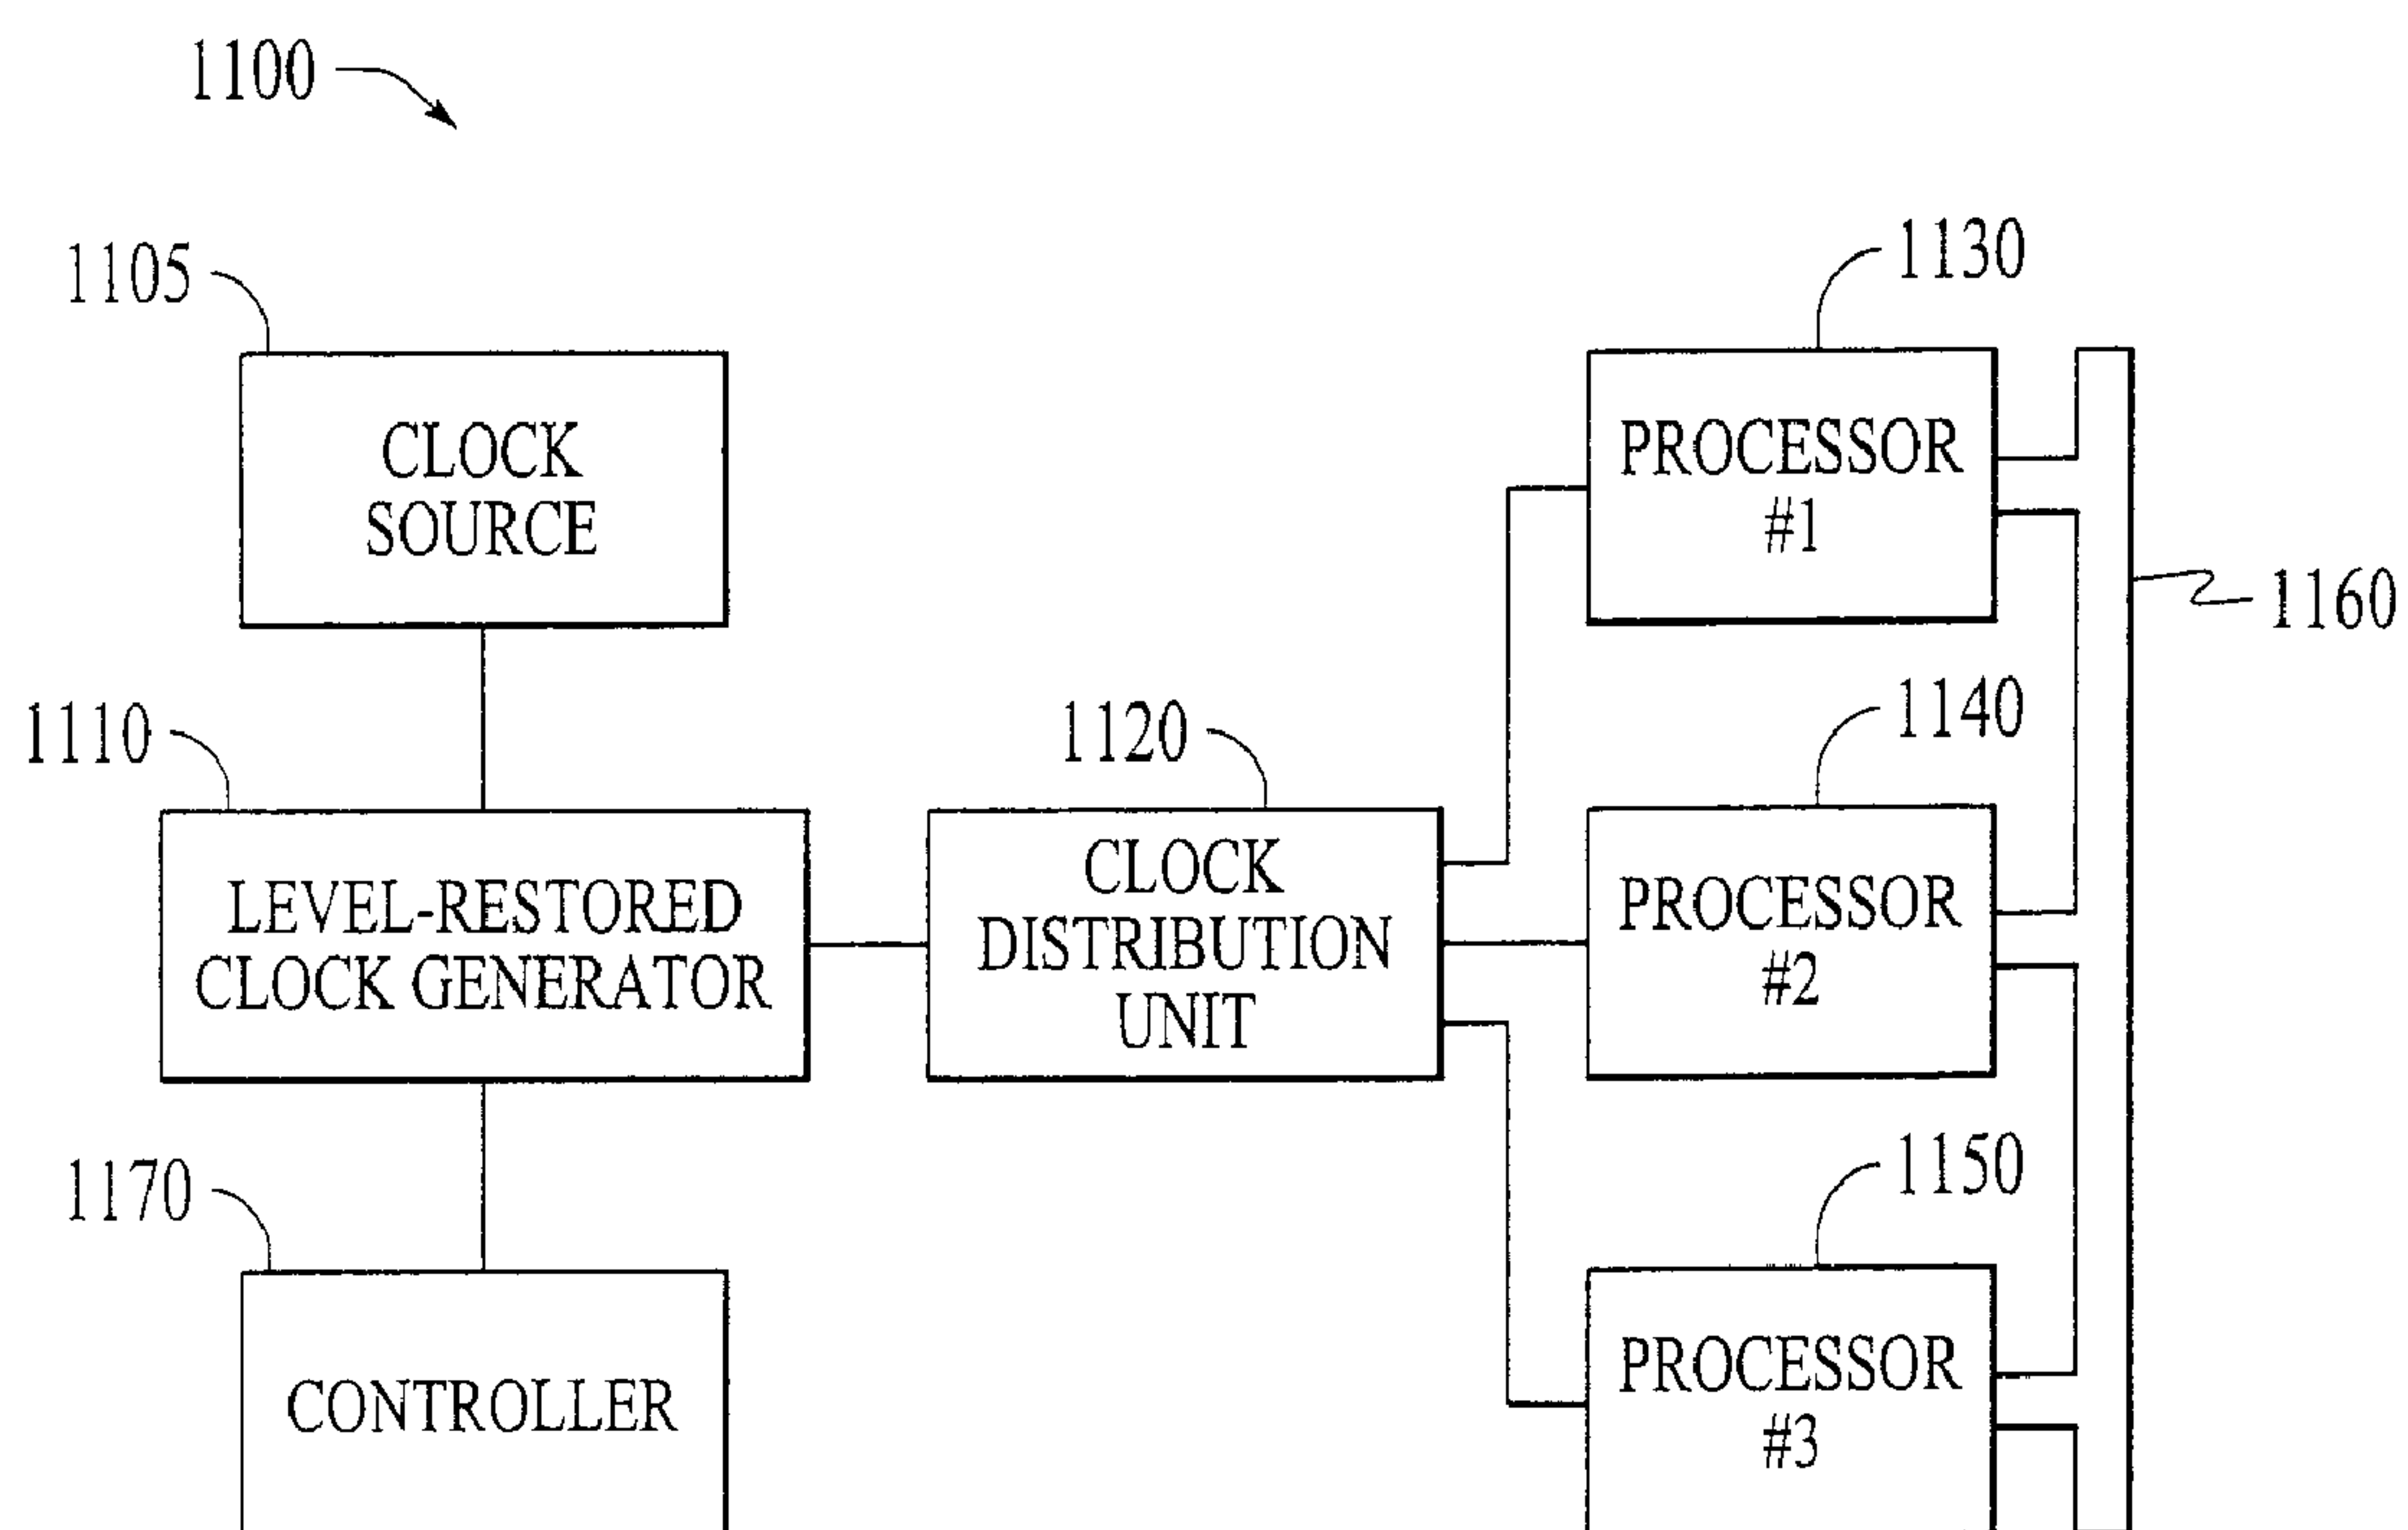 1100
1105
1130
CLOCK
SOURCE
PROCESSOR
#1
1160
1110
1120
1140
LEVEL-RESTORED
CLOCK GENERATOR
CLOCK
DISTRIBUTION
UNIT
PROCESSOR
#2
1170
1150
CONTROLLER
PROCESSOR
#3